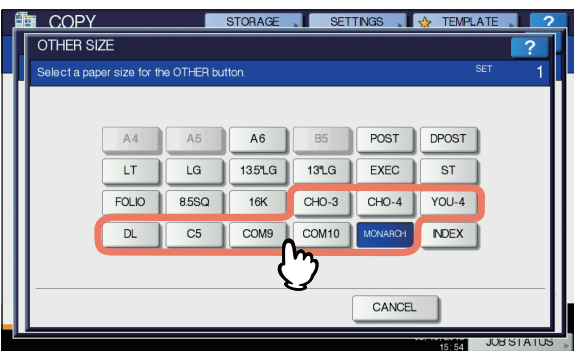 COPY STORAGE SETTINGS TEMPLATE ?
OTHER SIZE ?
Select a paper size for the OTHER button. SET 1
A4 A5 A6 B5 POST DPOST
LT LG 13.5"LG 13"LG EXEC ST
FOLIO 8.5SQ 16K CHO-3 CHO-4 YOU-4
DL C5 COM9 COM10 MONARCH INDEX
CANCEL
15:54 JOB STATUS